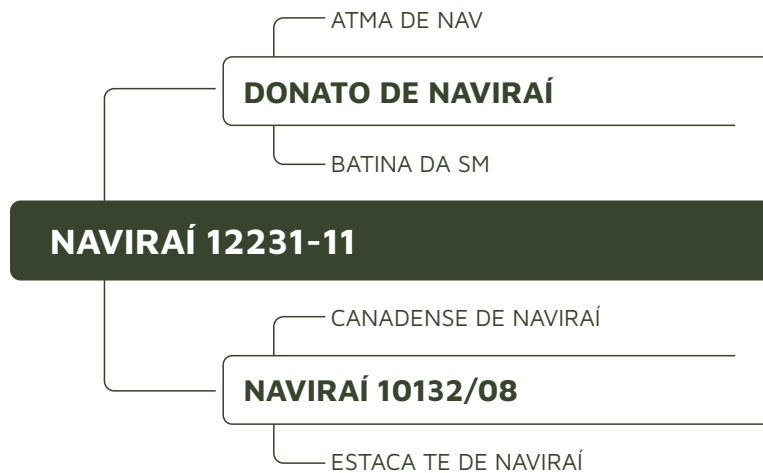 ATMA DE NAV
DONATO DE NAVIRAÍ
BATINA DA SM
NAVIRAÍ 12231-11
CANADENSE DE NAVIRAÍ
NAVIRAÍ 10132/08
ESTACA TE DE NAVIRAÍ